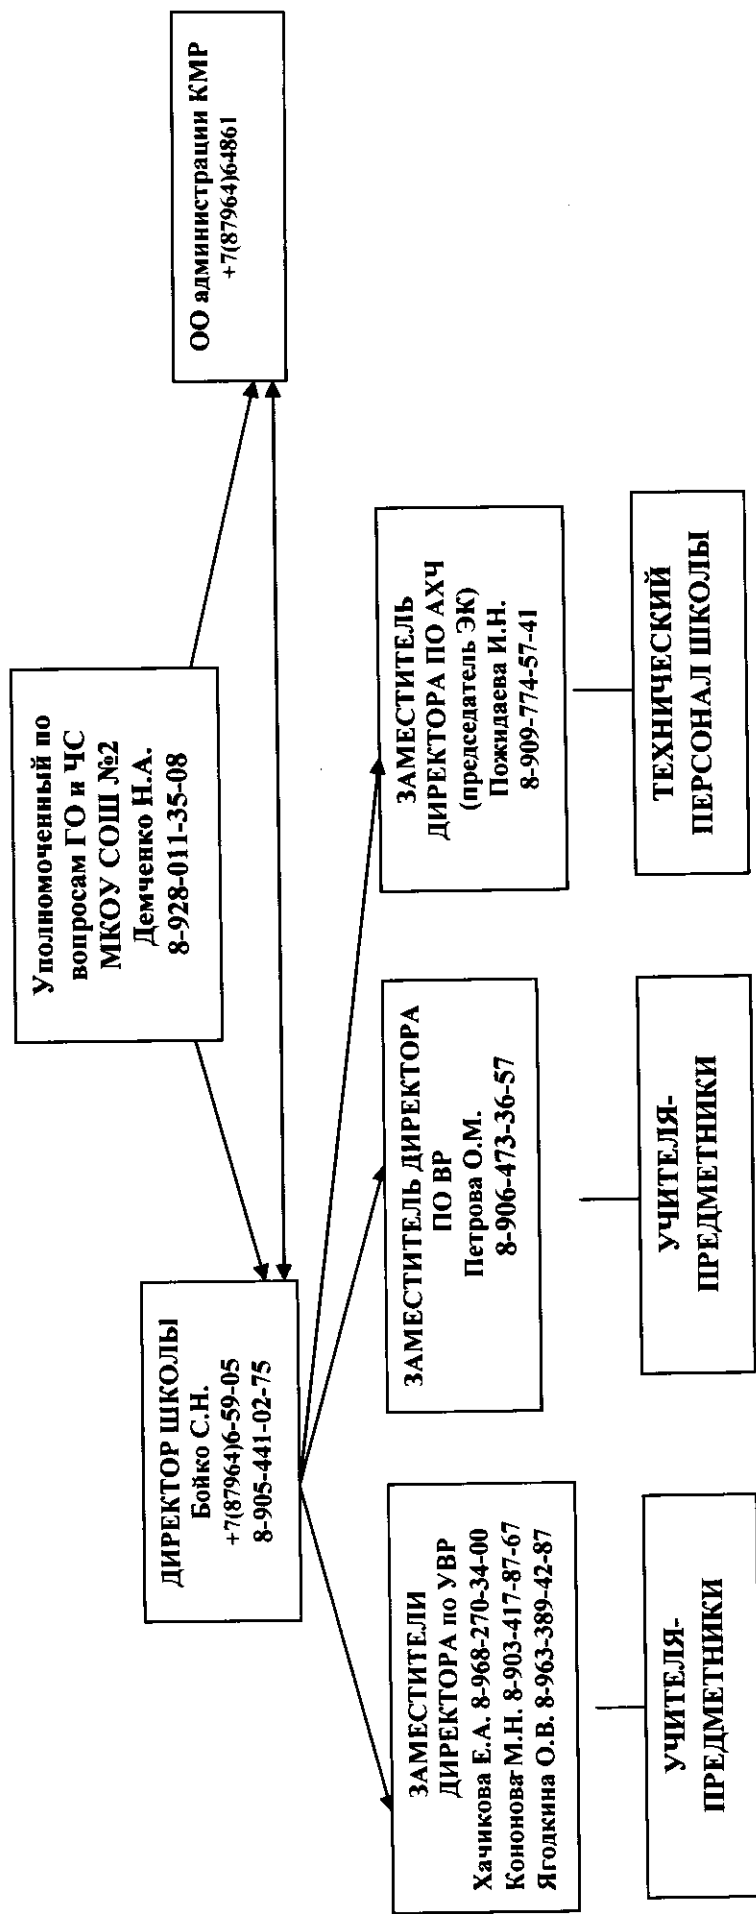 Уполномоченный по
вопросам ГО и ЧС
МКОУ СОШ №2
Демченко Н.А.
8-928-011-35-08
ДИРЕКТОР ШКОЛЫ
Бойко С.Н.
+7(87964)6-59-05
8-905-441-02-75
ОО администрации КМР
+7(87964)64861
ЗАМЕСТИТЕЛИ
ДИРЕКТОРА по УВР
Хачикова Е.А. 8-968-270-34-00
Кононова М.Н. 8-903-417-87-67
Ягодкина О.В. 8-963-389-42-87
ЗАМЕСТИТЕЛЬ ДИРЕКТОРА
ПО ВР
Петрова О.М.
8-906-473-36-57
ЗАМЕСТИТЕЛЬ
ДИРЕКТОРА ПО АХЧ
(председатель ЭК)
Пожидаева И.Н.
8-909-774-57-41
УЧИТЕЛЯ-
ПРЕДМЕТНИКИ
УЧИТЕЛЯ-
ПРЕДМЕТНИКИ
ТЕХНИЧЕСКИЙ
ПЕРСОНАЛ ШКОЛЫ